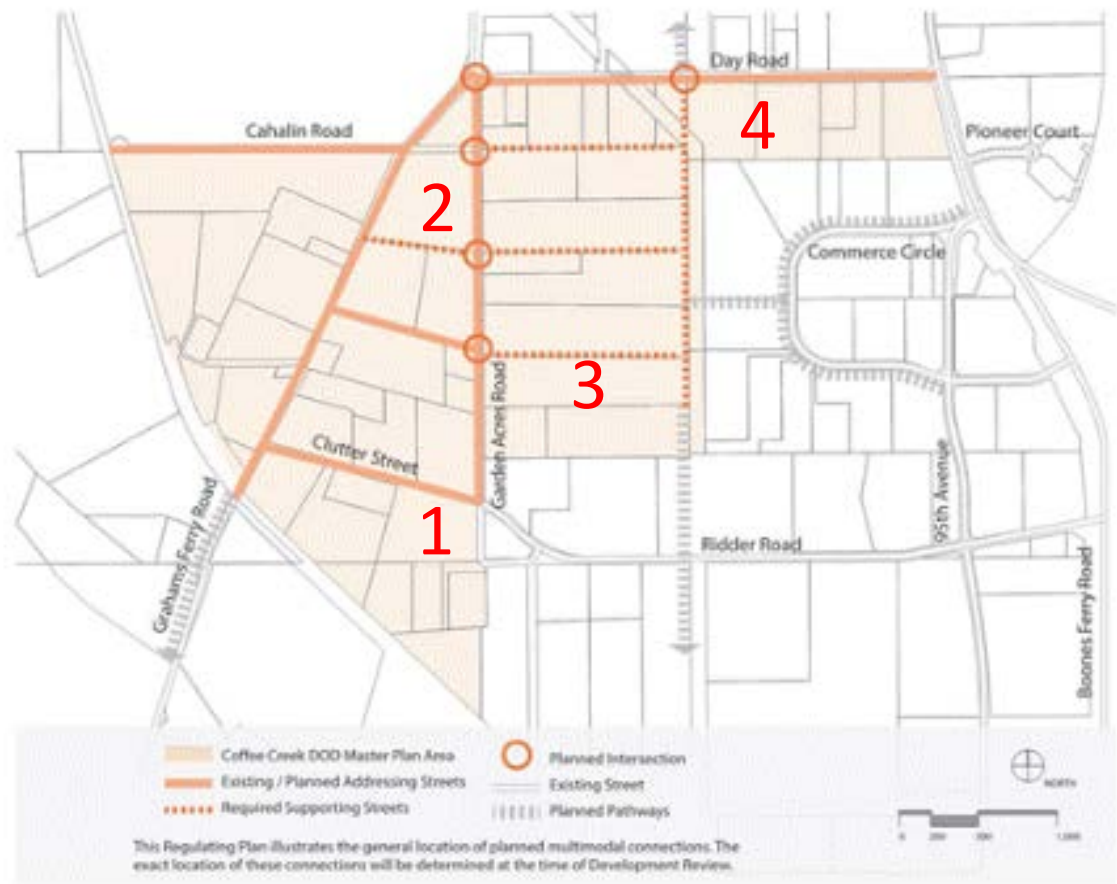 Day Road
4
Cahalin Road
Pioneer Court
2
Commerce Circle
3
Garden Acres Road
Clutter Street
1
Grahams Ferry Road
Ridder Road
95th Avenue
Boones Ferry Road
Coffee Creek DOD Master Plan Area
Existing / Planned Addressing Streets
Required Supporting Streets
Planned Intersection
Existing Street
Planned Pathways
NORTH
0
1,000
This Regulating Plan illustrates the general location of planned multimodal connections. The
exact location of these connections will be determined at the time of Development Review.